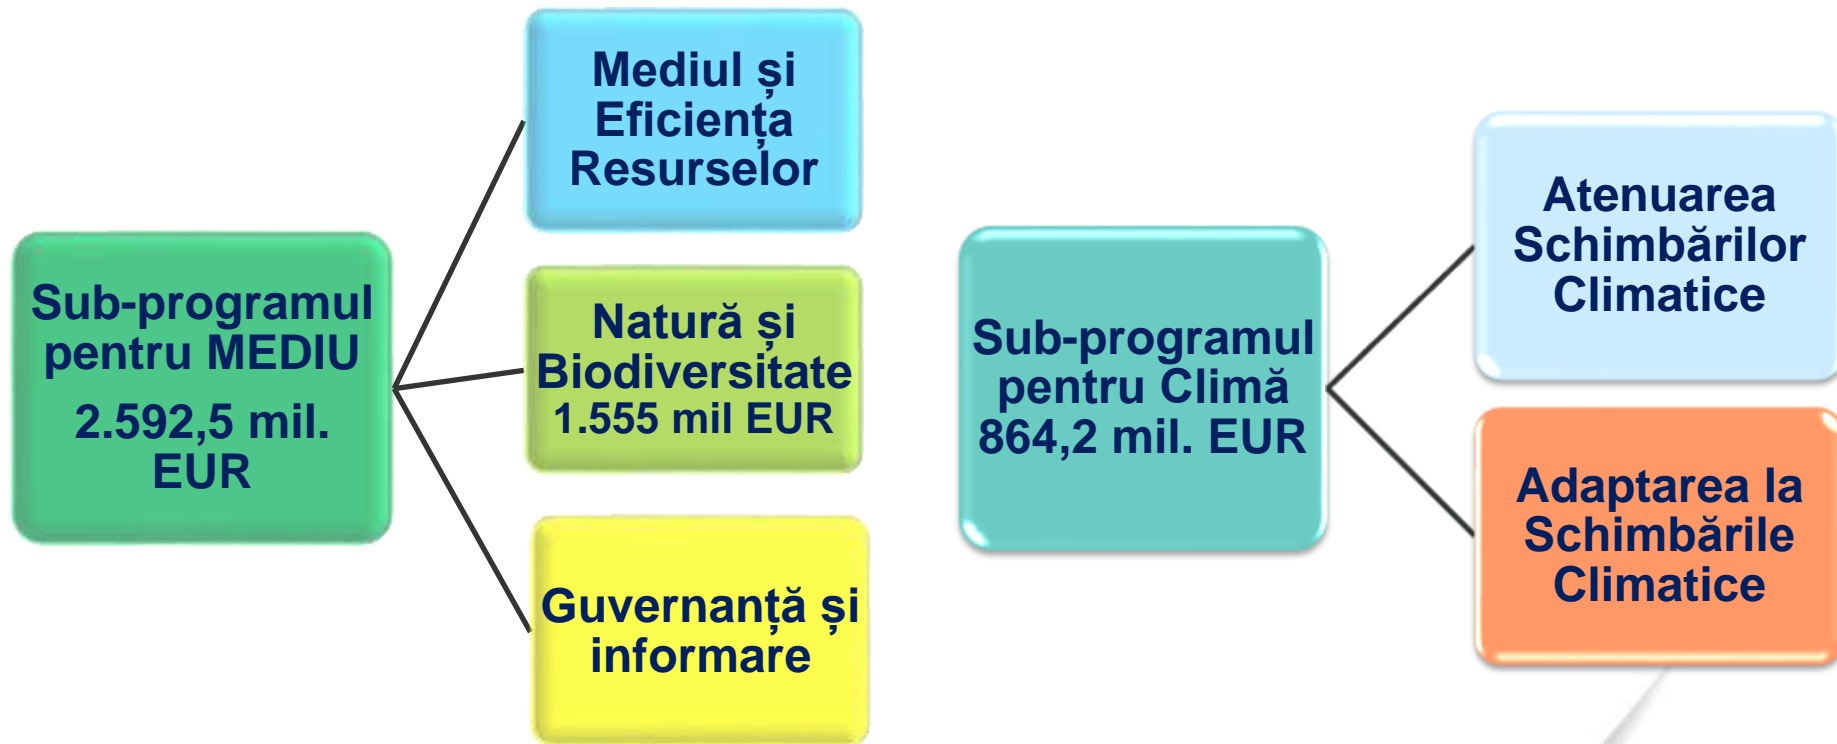 Sub-programul
pentru MEDIU
2.592,5 mil.
EUR
Mediul și
Eficiența
Resurselor
Natură și
Biodiversitate
1.555 mil EUR
Guvernanță și
informare
Sub-programul
pentru Climă
864,2 mil. EUR
Atenuarea
Schimbărilor
Climatice
Adaptarea la
Schimbările
Climatice